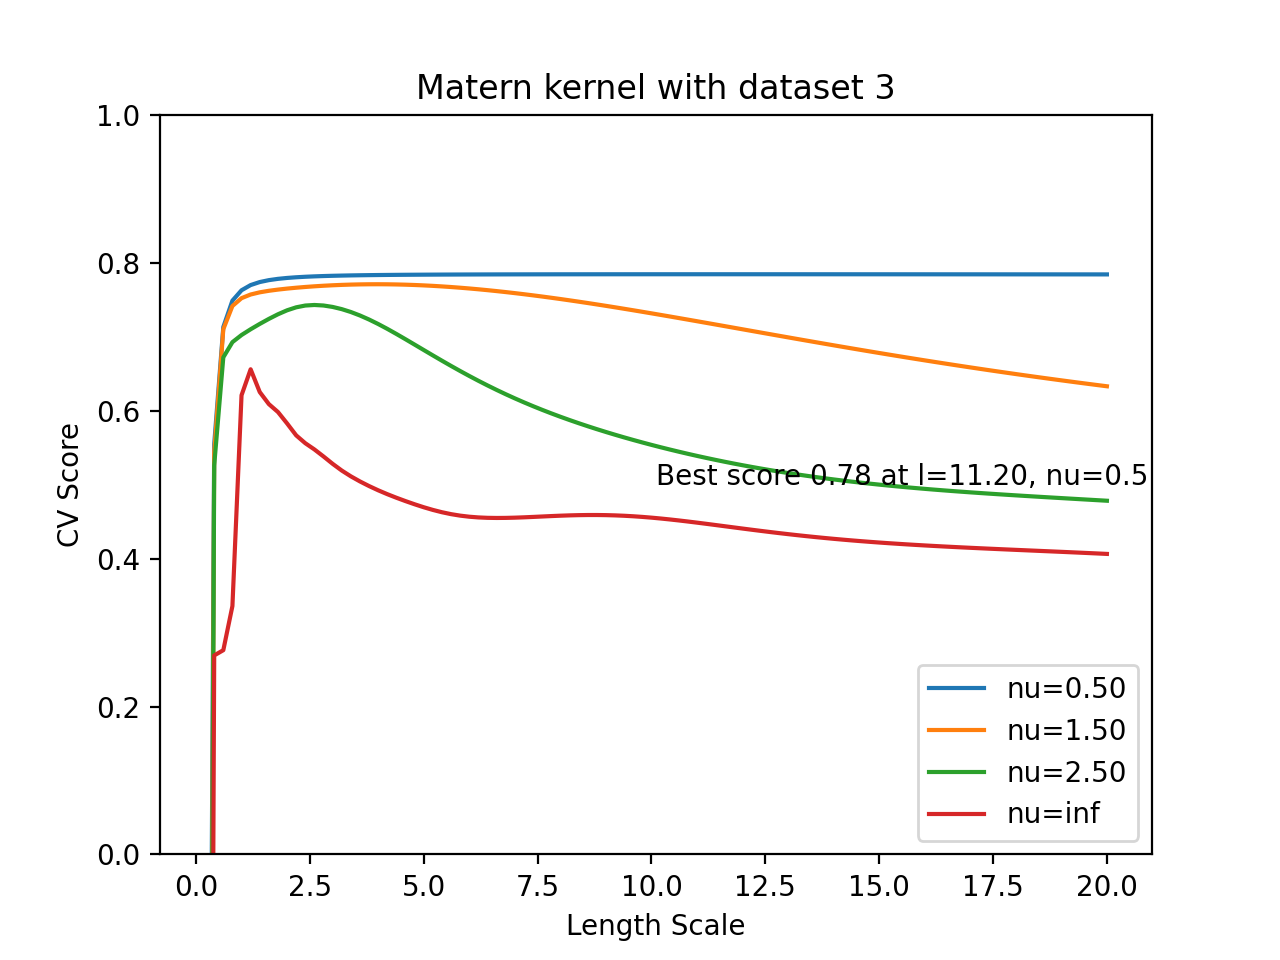 Matern kernel with dataset 3
1.0
0.8
0.6
0.4
0.2
0.0
CV Score
Best score 0.78 at l=11.20, nu=0.5
nu=0.50
nu=1.50
nu=2.50
nu=inf
0.0 2.5 5.0 7.5 10.0 12.5 15.0 17.5 20.0
Length Scale